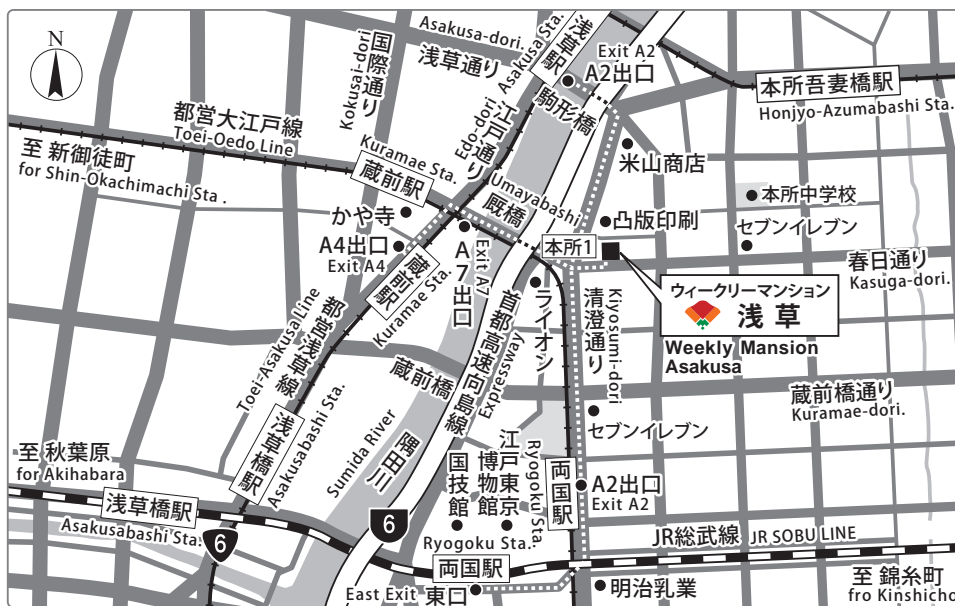 N
Asakusa-dori.
浅草通り
国際通り
Kokusai-dori
Asakusa Sta.
浅草駅
Exit A2
A2出口
駒形橋
本所吾妻橋駅
Honjyo-Azumabashi Sta.
都営大江戸線
Toei-Oedo Line
至 新御徒町
for Shin-Okachimachi Sta.
Kuramae Sta.
蔵前駅
Edo-dori
江戸通り
Umayabashi
厩橋
米山商店
本所中学校
かや寺
A4出口
Exit A4
蔵前駅
Kuramae Sta.
A7出口
Exit A7
凸版印刷
本所1
セブンイレブン
春日通り
Kasuga-dori.
ウィークリーマンション
浅草
Weekly Mansion
Asakusa
Toei-Asakusa Line
都営浅草線
首都高速向島線
Expressway
ライオン
清澄通り
Kiyosumi-dori
蔵前橋
蔵前橋通り
Kuramae-dori.
セブンイレブン
至 秋葉原
for Akihabara
浅草橋駅
Asakusabashi Sta.
浅草橋駅
Asakusabashi Sta.
Sumida River
隅田川
国技館
江戸東京
博物館
Ryogoku Sta.
両国駅
A2出口
Exit A2
6
6
Ryogoku Sta.
両国駅
East Exit
東口
JR総武線 JR SOBU LINE
明治乳業
至 錦糸町
fro Kinshicho